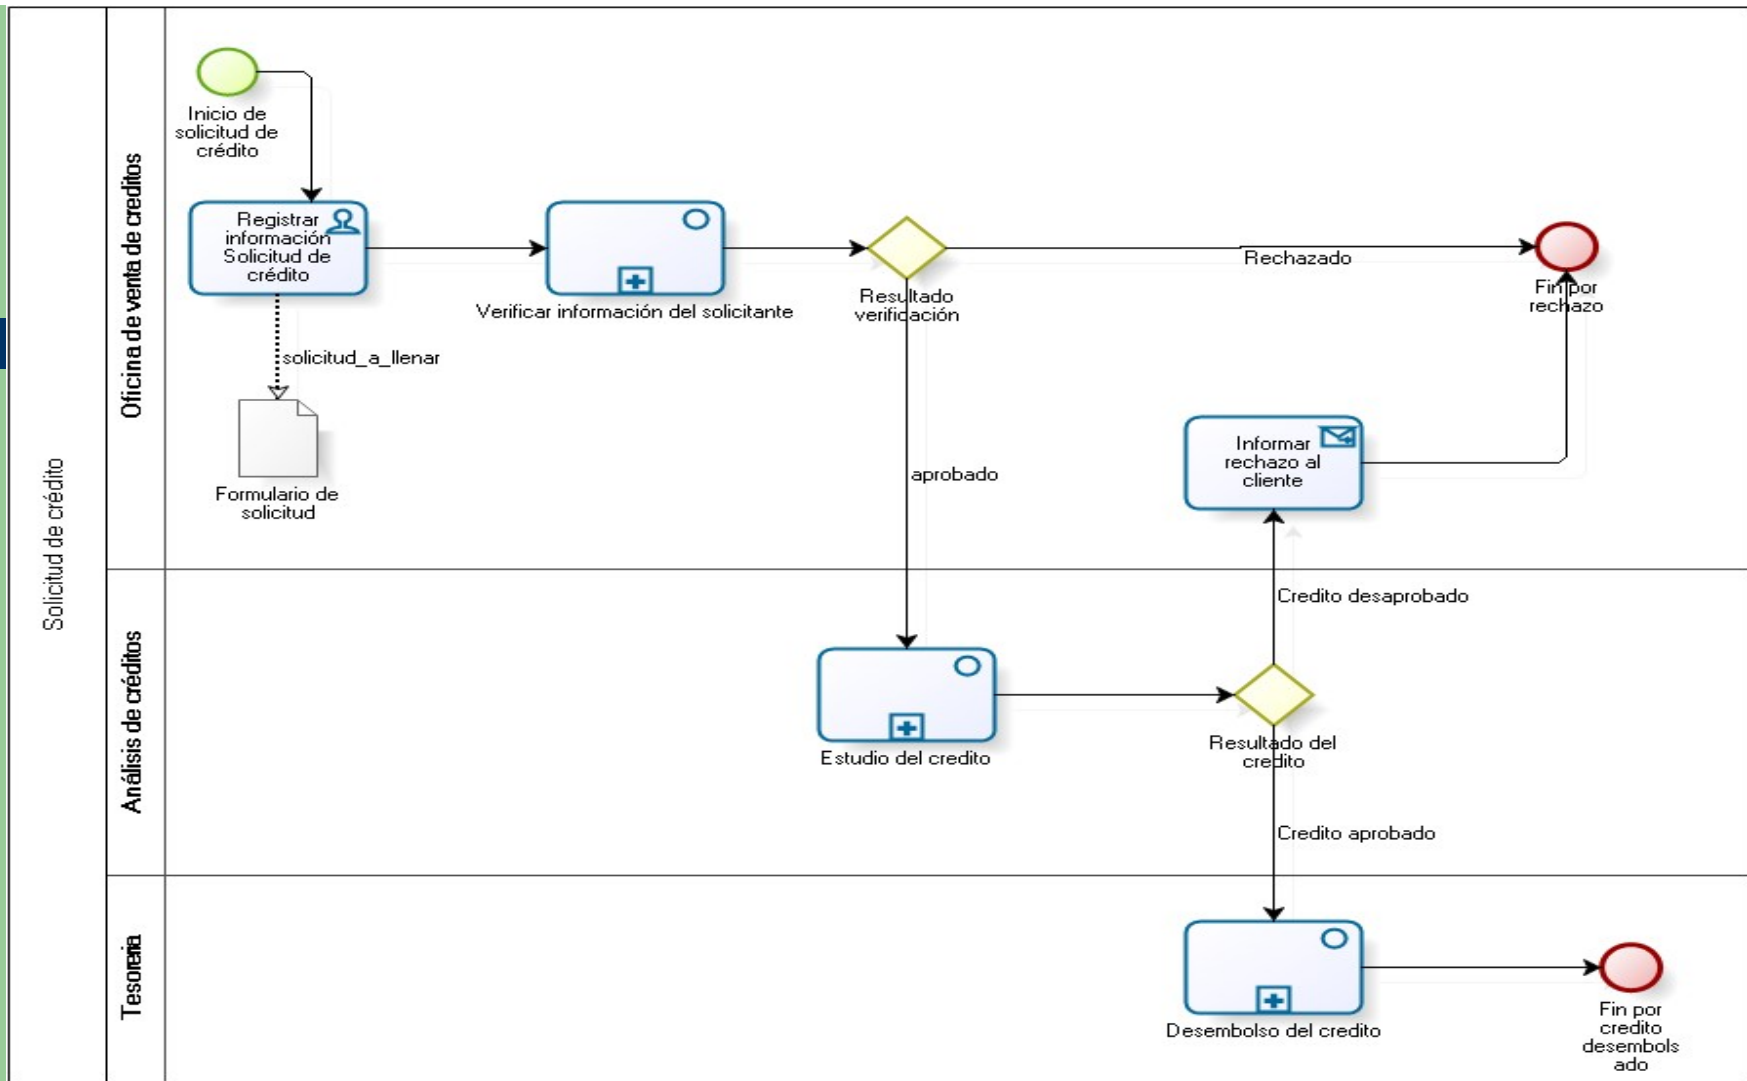 Solicitud de crédito
Oficina de venta de creditos
Inicio de
solicitud de
crédito
Registrar
información
Solicitud de
crédito
Verificar información del solicitante
Resultado
verificación
Rechazado
Fin por
rechazo
solicitud_a_llenar
Formulario de
solicitud
aprobado
Informar
rechazo al
cliente
Análisis de créditos
Credito desaprobado
Estudio del credito
Resultado del
credito
Credito aprobado
Tesoreria
Desembolso del credito
Fin por
credito
desembols
ado